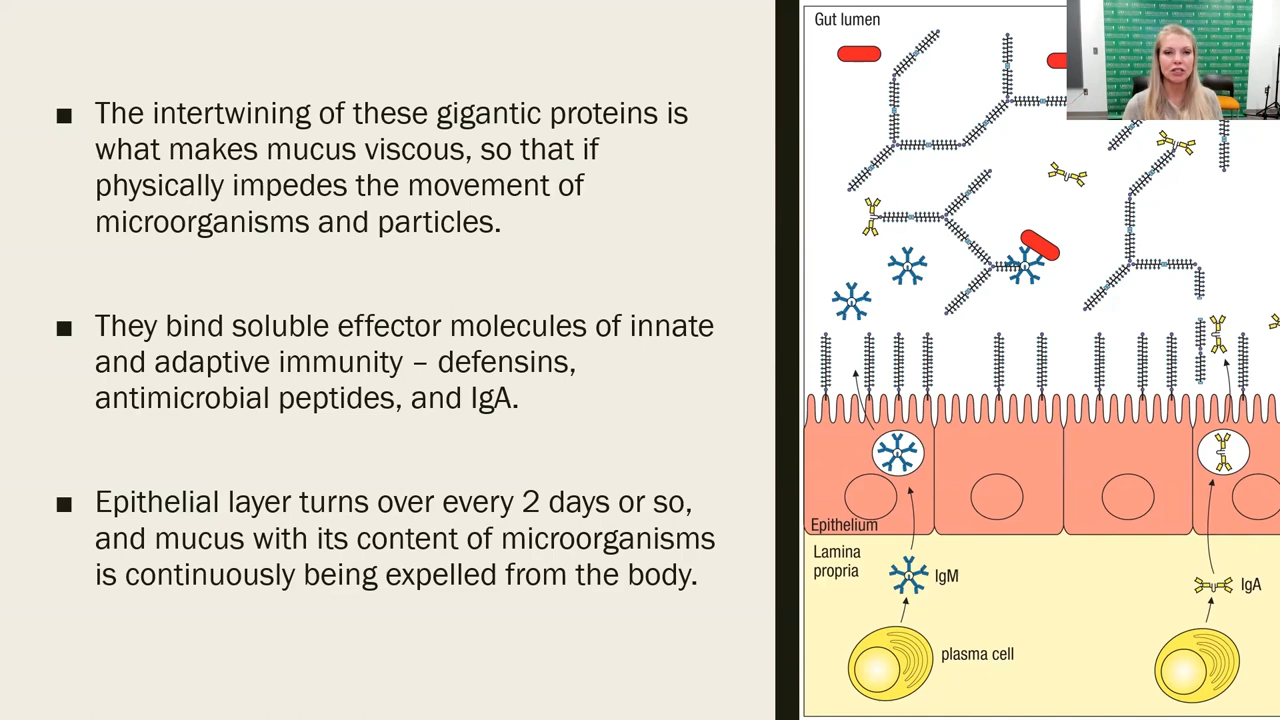 ■ The intertwining of these gigantic proteins is
what makes mucus viscous, so that if
physically impedes the movement of
microorganisms and particles.
■ They bind soluble effector molecules of innate
and adaptive immunity – defensins,
antimicrobial peptides, and IgA.
■ Epithelial layer turns over every 2 days or so,
and mucus with its content of microorganisms
is continuously being expelled from the body.
Gut lumen
Epithelium
Lamina
propria
IgM
IgA
plasma cell